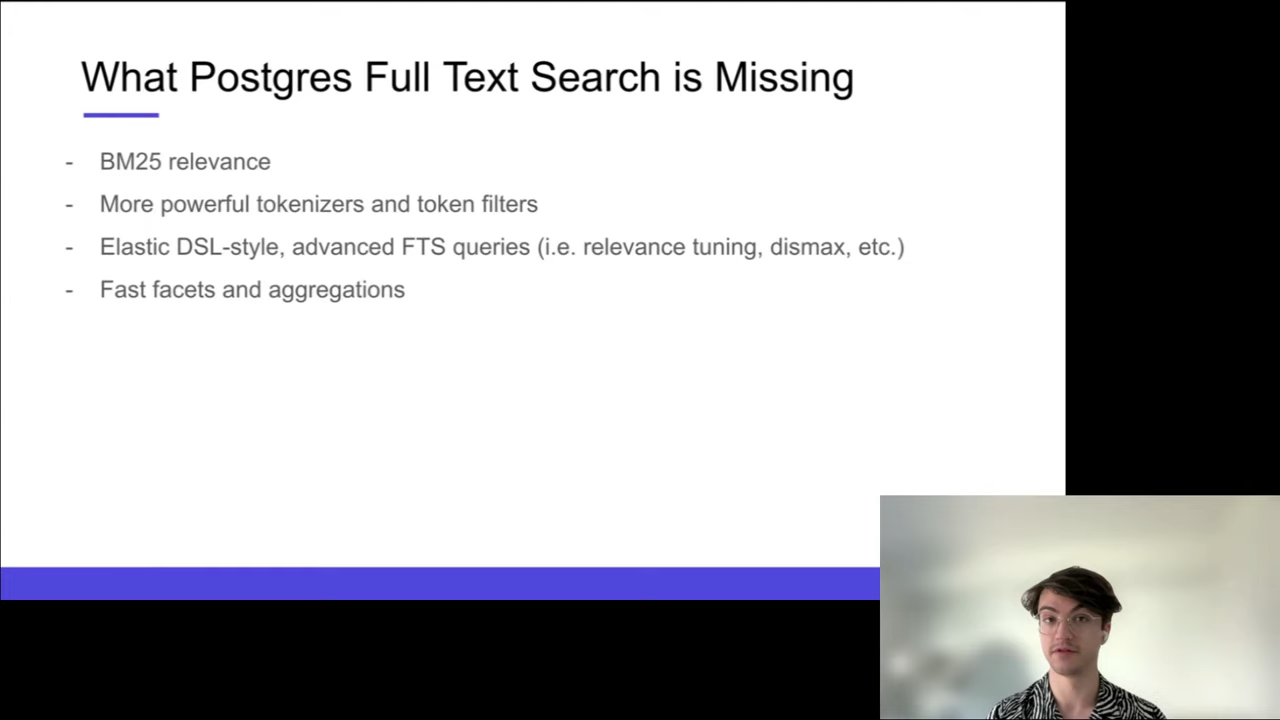 What Postgres Full Text Search is Missing
- BM25 relevance
- More powerful tokenizers and token filters
- Elastic DSL-style, advanced FTS queries (i.e. relevance tuning, dismax, etc.)
- Fast facets and aggregations